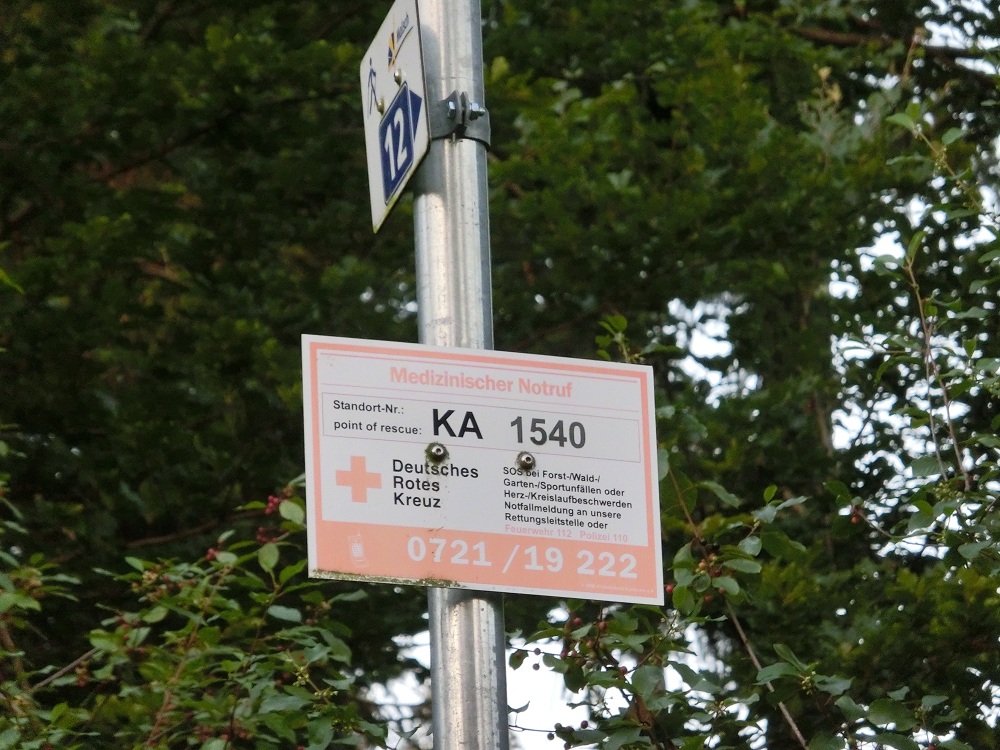 12
Medizinischer Notruf
Standort-Nr.:
point of rescue: KA 1540
Deutsches
Rotes
Kreuz
SOS bei Forst-/Wald-/
Garten-/Sportunfällen oder
Herz-/Kreislaufbeschwerden
Notfallmeldung an unsere
Rettungsleitstelle oder
Feuerwehr 112 · Polizei 110
0721 / 19 222